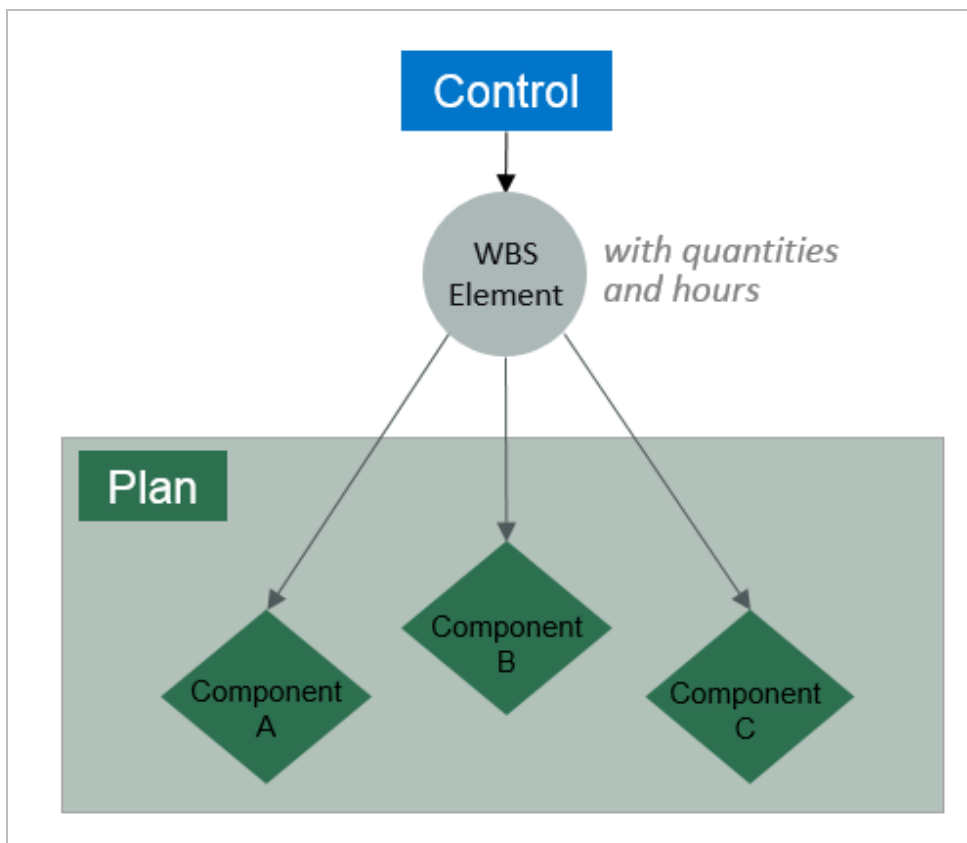 Control
WBS
Element
with quantities
and hours
Plan
Component
A
Component
B
Component
C